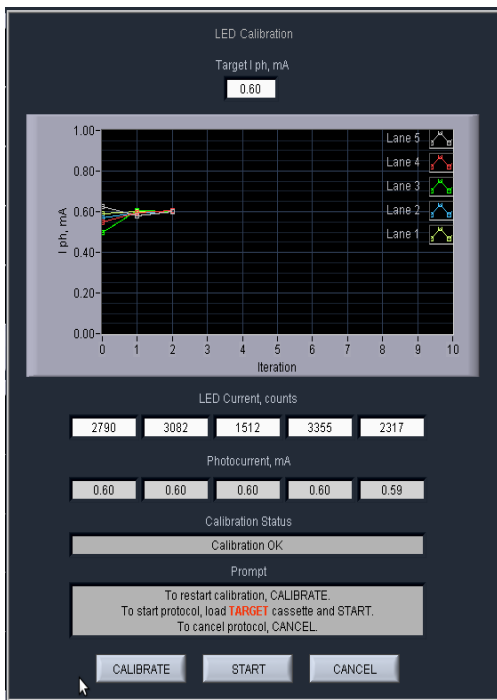 LED Calibration
Target I ph, mA
0.60
1.00
0.80
0.60
0.40
0.20
0.00
I ph, mA
0 1 2 3 4 5 6 7 8 9 10
Iteration
Lane 5
Lane 4
Lane 3
Lane 2
Lane 1
LED Current, counts
2790 3082 1512 3355 2317
Photocurrent, mA
0.60 0.60 0.60 0.60 0.59
Calibration Status
Calibration OK
Prompt
To restart calibration, CALIBRATE.
To start protocol, load TARGET cassette and START.
To cancel protocol, CANCEL.
CALIBRATE START CANCEL